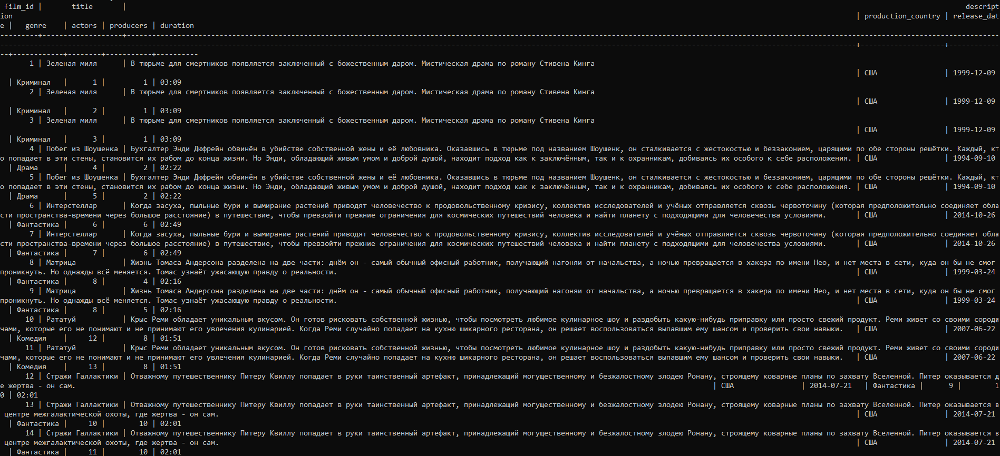 film_id | title | descript
ion | production_country | release_dat
e | genre | actors | producers | duration
---------+-------------------+---------------------------------------------------------------
-----------------------------------------------------------------+--------------------+------------
--+------------+--------+-----------+----------
1 | Зеленая миля | В тюрьме для смертников появляется заключенный с божественным даром. Мистическая драма по роману Стивена Кинга
| США | 1999-12-09
| Криминал | 1 | 1 | 03:09
2 | Зеленая миля | В тюрьме для смертников появляется заключенный с божественным даром. Мистическая драма по роману Стивена Кинга
| США | 1999-12-09
| Криминал | 2 | 1 | 03:09
3 | Зеленая миля | В тюрьме для смертников появляется заключенный с божественным даром. Мистическая драма по роману Стивена Кинга
| США | 1999-12-09
| Криминал | 3 | 1 | 03:09
4 | Побег из Шоушенка | Бухгалтер Энди Дюфрейн обвинён в убийстве собственной жены и её любовника. Оказавшись в тюрьме под названием Шоушенк, он сталкивается с жестокостью и беззаконием, царящими по обе стороны решётки. Каждый, кт
о попадает в эти стены, становится их рабом до конца жизни. Но Энди, обладающий живым умом и доброй душой, находит подход как к заключённым, так и к охранникам, добиваясь их особого к себе расположения. | США | 1994-09-10
| Драма | 4 | 2 | 02:22
5 | Побег из Шоушенка | Бухгалтер Энди Дюфрейн обвинён в убийстве собственной жены и её любовника. Оказавшись в тюрьме под названием Шоушенк, он сталкивается с жестокостью и беззаконием, царящими по обе стороны решётки. Каждый, кт
о попадает в эти стены, становится их рабом до конца жизни. Но Энди, обладающий живым умом и доброй душой, находит подход как к заключённым, так и к охранникам, добиваясь их особого к себе расположения. | США | 1994-09-10
| Драма | 5 | 2 | 02:22
6 | Интерстеллар | Когда засуха, пыльные бури и вымирание растений приводят человечество к продовольственному кризису, коллектив исследователей и учёных отправляется сквозь червоточину (которая предположительно соединяет обла
сти пространства-времени через большое расстояние) в путешествие, чтобы превзойти прежние ограничения для космических путешествий человека и найти планету с подходящими для человечества условиями. | США | 2014-10-26
| Фантастика | 6 | 6 | 02:49
7 | Интерстеллар | Когда засуха, пыльные бури и вымирание растений приводят человечество к продовольственному кризису, коллектив исследователей и учёных отправляется сквозь червоточину (которая предположительно соединяет обла
сти пространства-времени через большое расстояние) в путешествие, чтобы превзойти прежние ограничения для космических путешествий человека и найти планету с подходящими для человечества условиями. | США | 2014-10-26
| Фантастика | 7 | 6 | 02:49
8 | Матрица | Жизнь Томаса Андерсона разделена на две части: днём он - самый обычный офисный работник, получающий нагоняи от начальства, а ночью превращается в хакера по имени Нео, и нет места в сети, куда он бы не смог
проникнуть. Но однажды всё меняется. Томас узнаёт ужасающую правду о реальности. | США | 1999-03-24
| Фантастика | 8 | 4 | 02:16
9 | Матрица | Жизнь Томаса Андерсона разделена на две части: днём он - самый обычный офисный работник, получающий нагоняи от начальства, а ночью превращается в хакера по имени Нео, и нет места в сети, куда он бы не смог
проникнуть. Но однажды всё меняется. Томас узнаёт ужасающую правду о реальности. | США | 1999-03-24
| Фантастика | 8 | 5 | 02:16
10 | Рататуй | Крыс Реми обладает уникальным вкусом. Он готов рисковать собственной жизнью, чтобы посмотреть любимое кулинарное шоу и раздобыть какую-нибудь приправку или просто свежий продукт. Реми живет со своими сороди
чами, которые его не понимают и не принимают его увлечения кулинарией. Когда Реми случайно попадает на кухню шикарного ресторана, он решает воспользоваться выпавшим ему шансом и проверить свои навыки. | США | 2007-06-22
| Комедия | 12 | 8 | 01:51
11 | Рататуй | Крыс Реми обладает уникальным вкусом. Он готов рисковать собственной жизнью, чтобы посмотреть любимое кулинарное шоу и раздобыть какую-нибудь приправку или просто свежий продукт. Реми живет со своими сороди
чами, которые его не понимают и не принимают его увлечения кулинарией. Когда Реми случайно попадает на кухню шикарного ресторана, он решает воспользоваться выпавшим ему шансом и проверить свои навыки. | США | 2007-06-22
| Комедия | 13 | 8 | 01:51
12 | Стражи Галлактики | Отважному путешественнику Питеру Квиллу попадает в руки таинственный артефакт, принадлежащий могущественному и безжалостному злодею Ронану, строящему коварные планы по захвату Вселенной. Питер оказывается д
е жертва - он сам. | США | 2014-07-21 | Фантастика | 9 | 1
0 | 02:01
13 | Стражи Галлактики | Отважному путешественнику Питеру Квиллу попадает в руки таинственный артефакт, принадлежащий могущественному и безжалостному злодею Ронану, строящему коварные планы по захвату Вселенной. Питер оказывается в
центре межгалактической охоты, где жертва - он сам. | США | 2014-07-21
| Фантастика | 10 | 10 | 02:01
14 | Стражи Галлактики | Отважному путешественнику Питеру Квиллу попадает в руки таинственный артефакт, принадлежащий могущественному и безжалостному злодею Ронану, строящему коварные планы по захвату Вселенной. Питер оказывается в
центре межгалактической охоты, где жертва - он сам. | США | 2014-07-21
| Фантастика | 11 | 10 | 02:01